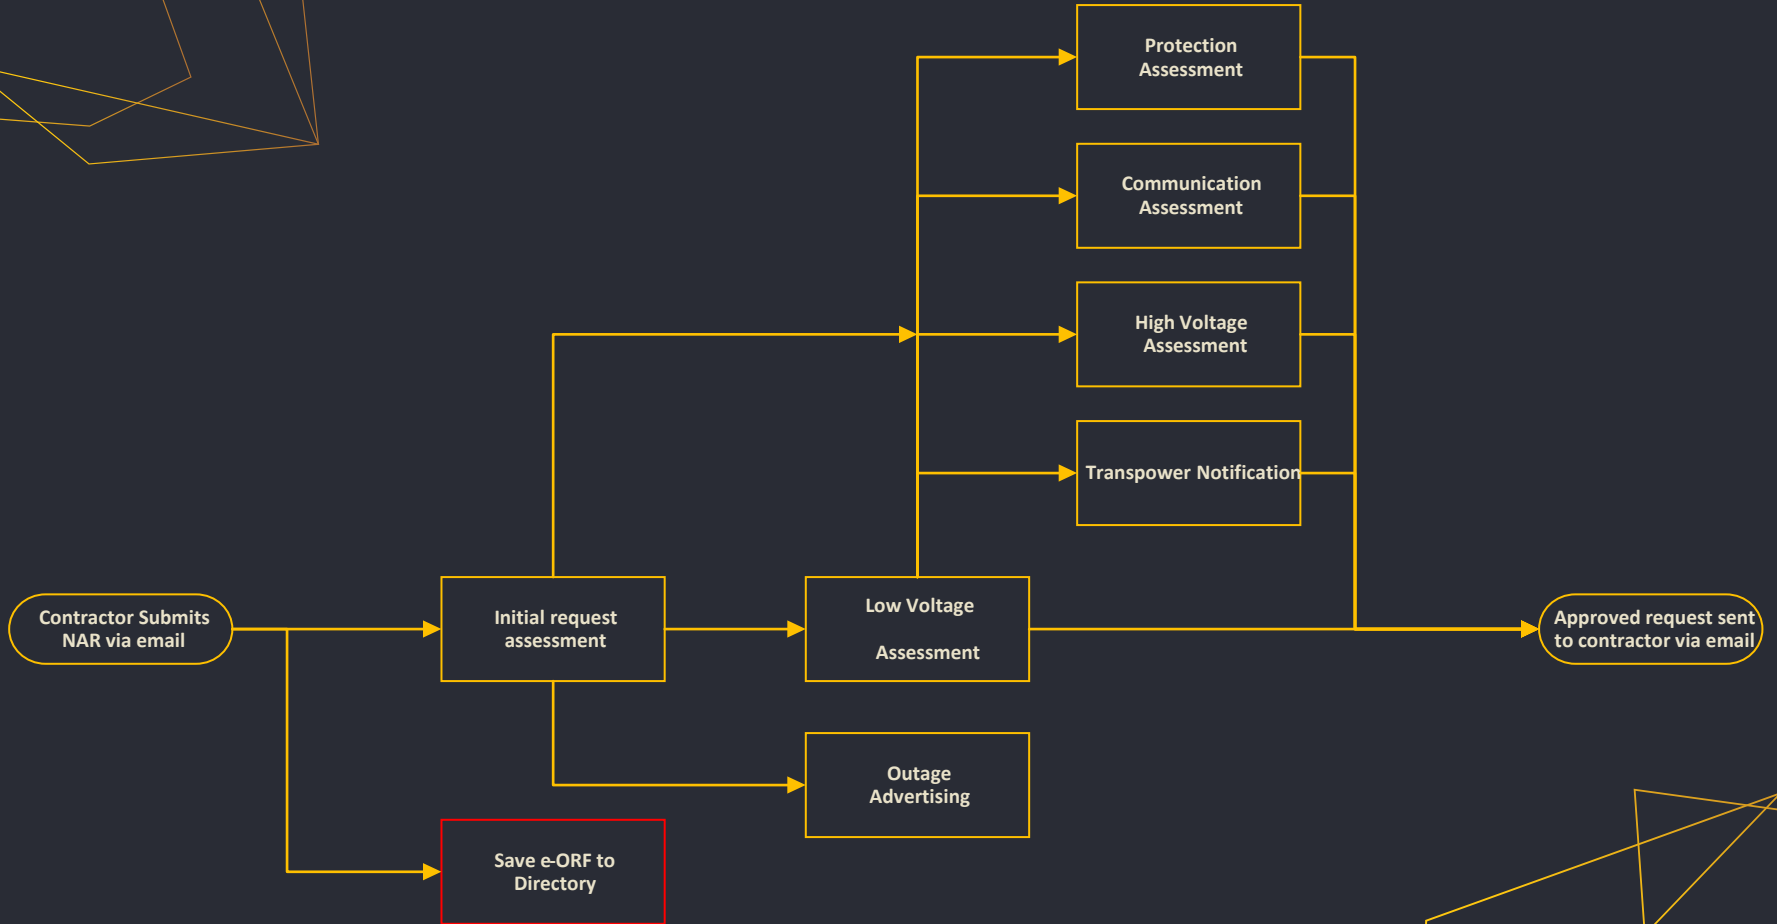 Protection
Assessment
Communication
Assessment
High Voltage
Assessment
Transpower Notification
Contractor Submits
NAR via email
Initial request
assessment
Low Voltage
Assessment
Approved request sent
to contractor via email
Outage
Advertising
Save e-ORF to
Directory